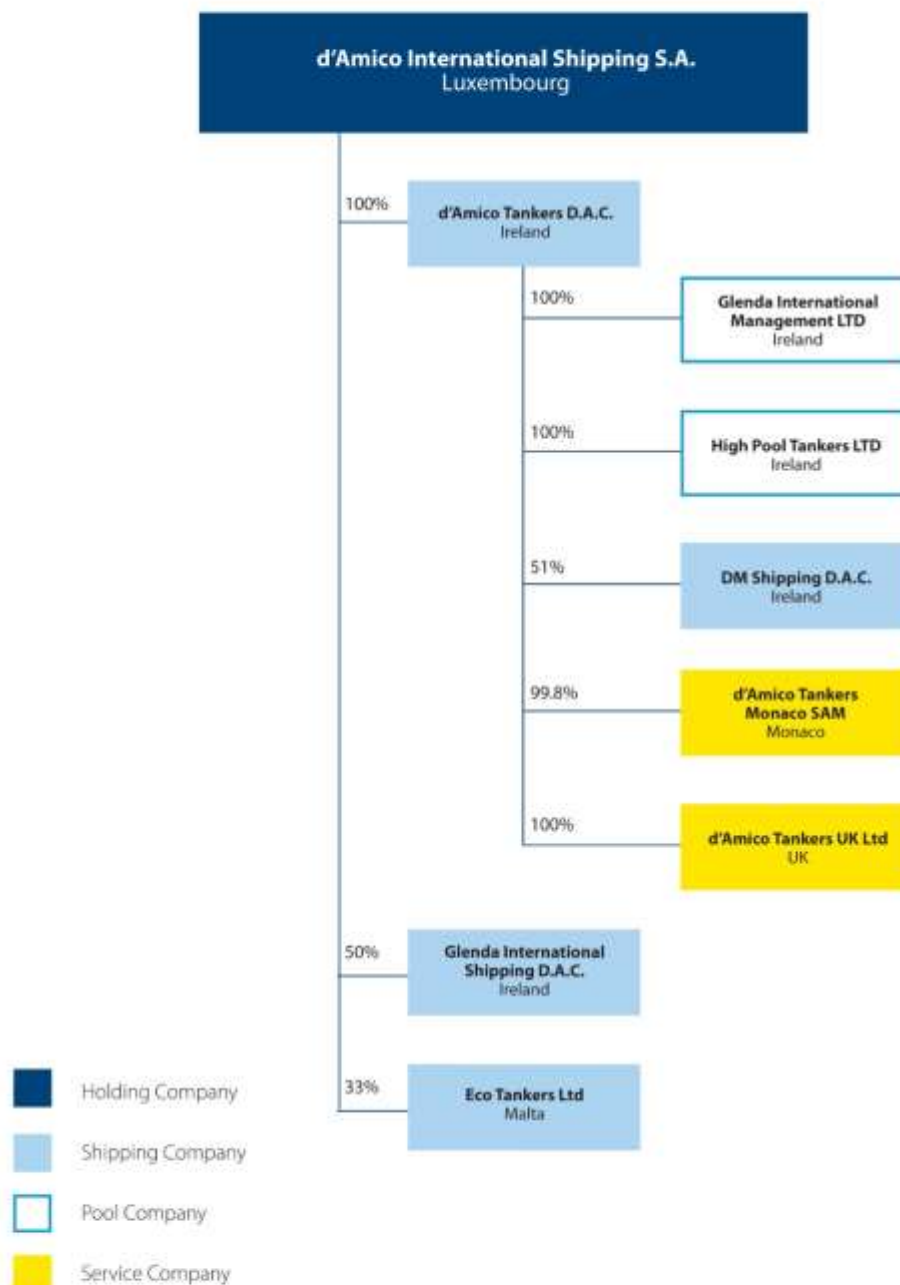 d'Amico International Shipping S.A.
Luxembourg
100%
d'Amico Tankers D.A.C.
Ireland
100%
Glenda International
Management LTD
Ireland
100%
High Pool Tankers LTD
Ireland
51%
DM Shipping D.A.C.
Ireland
99.8%
d'Amico Tankers
Monaco SAM
Monaco
100%
d'Amico Tankers UK Ltd
UK
50%
Glenda International
Shipping D.A.C.
Ireland
33%
Eco Tankers Ltd
Malta
Holding Company
Shipping Company
Pool Company
Service Company